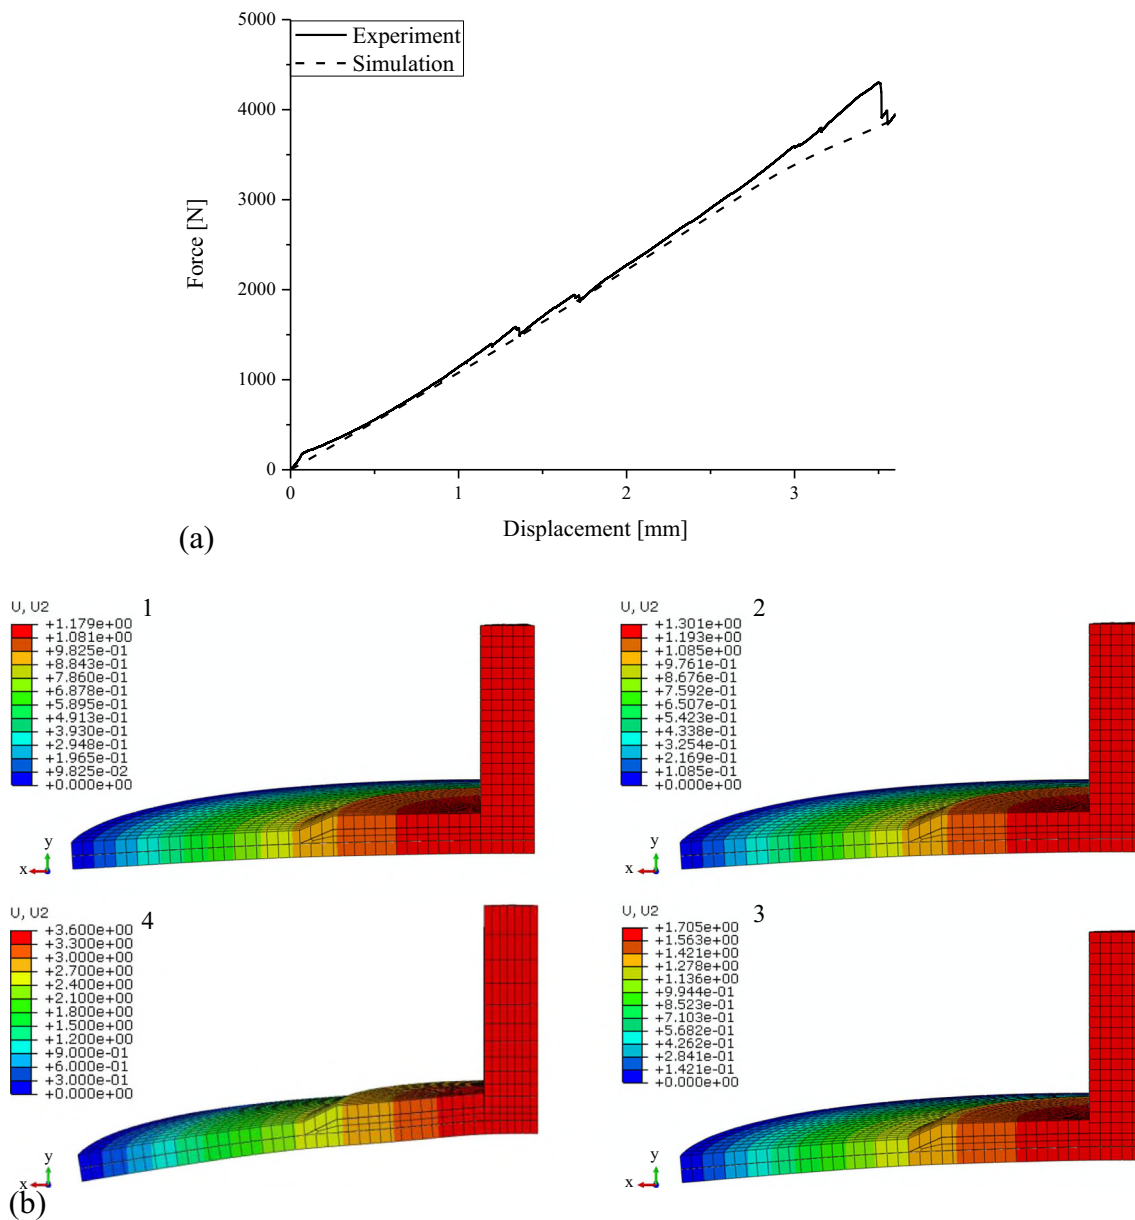 5000
Experiment
Simulation
4000
3000
Force [N]
2000
1000
0
0 1 2 3
Displacement [mm]
(a)
U, U2 1
+1.179e+00
+1.081e+00
+9.825e-01
+8.843e-01
+7.860e-01
+6.878e-01
+5.895e-01
+4.913e-01
+3.930e-01
+2.948e-01
+1.965e-01
+9.825e-02
+0.000e+00
y
x
U, U2 2
+1.301e+00
+1.193e+00
+1.085e+00
+9.761e-01
+8.676e-01
+7.592e-01
+6.507e-01
+5.423e-01
+4.338e-01
+3.254e-01
+2.169e-01
+1.085e-01
+0.000e+00
y
x
U, U2 4
+3.600e+00
+3.300e+00
+3.000e+00
+2.700e+00
+2.400e+00
+2.100e+00
+1.800e+00
+1.500e+00
+1.200e+00
+9.000e-01
+6.000e-01
+3.000e-01
+0.000e+00
y
x
U, U2 3
+1.705e+00
+1.563e+00
+1.421e+00
+1.278e+00
+1.136e+00
+9.944e-01
+8.523e-01
+7.103e-01
+5.682e-01
+4.262e-01
+2.841e-01
+1.421e-01
+0.000e+00
y
x
(b)